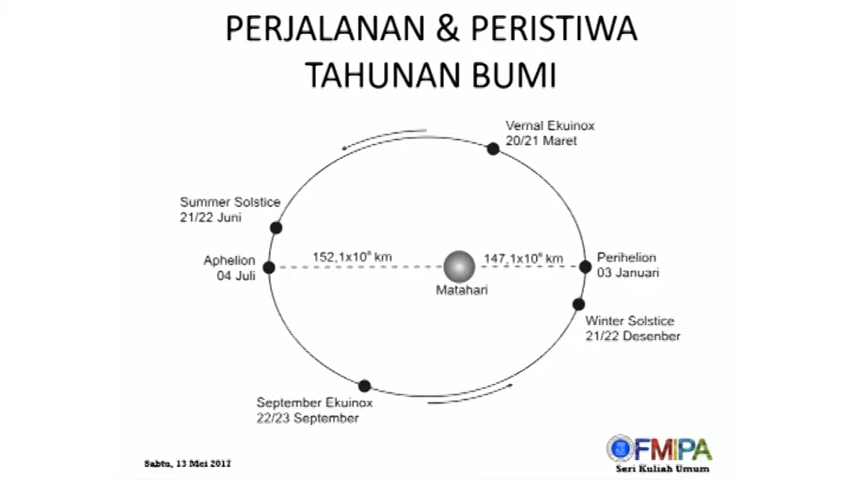 PERJALANAN & PERISTIWA
TAHUNAN BUMI
Vernal Ekuinox
20/21 Maret
Summer Solstice
21/22 Juni
Aphelion
04 Juli
152,1x10⁶ km
147,1x10⁶ km
Perihelion
03 Januari
Matahari
Winter Solstice
21/22 Desenber
September Ekuinox
22/23 September
Sabtu, 13 Mei 2017
FMIPA
Seri Kuliah Umum